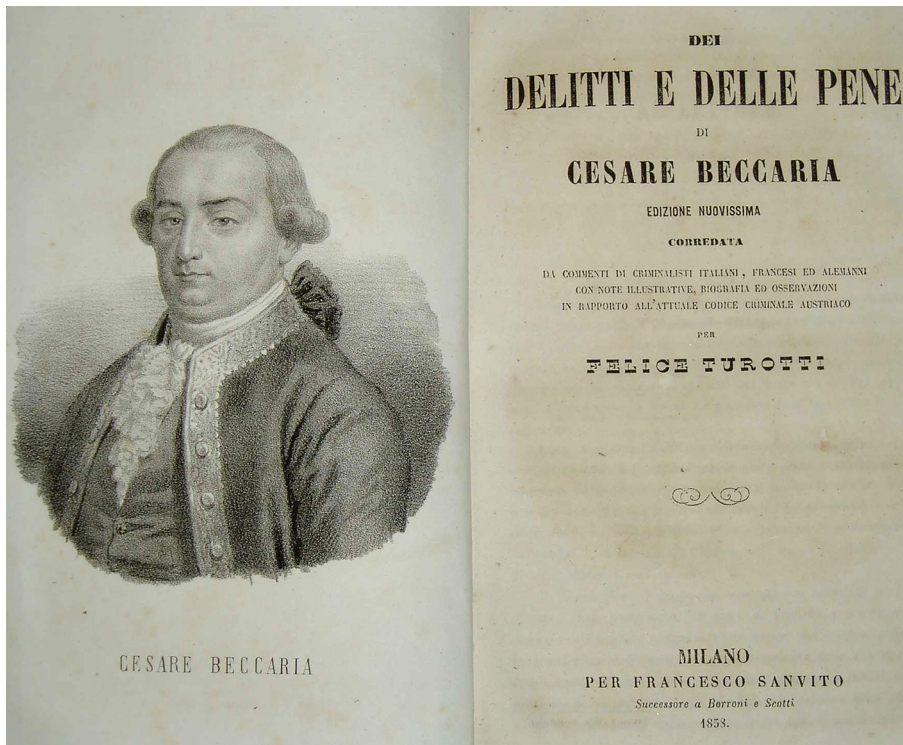 CESARE BECCARIA
DEI
DELITTI E DELLE PENE
DI
CESARE BECCARIA
EDIZIONE NUOVISSIMA
CORREDATA
DA COMMENTI DI CRIMINALISTI ITALIANI, FRANCESI ED ALEMANNI
CON NOTE ILLUSTRATIVE, BIOGRAFIA ED OSSERVAZIONI
IN RAPPORTO ALL'ATTUALE CODICE CRIMINALE AUSTRIACO
PER
FELICE TUROTTI
MILANO
PER FRANCESCO SANVITO
Successore a Borroni e Scotti
1858.